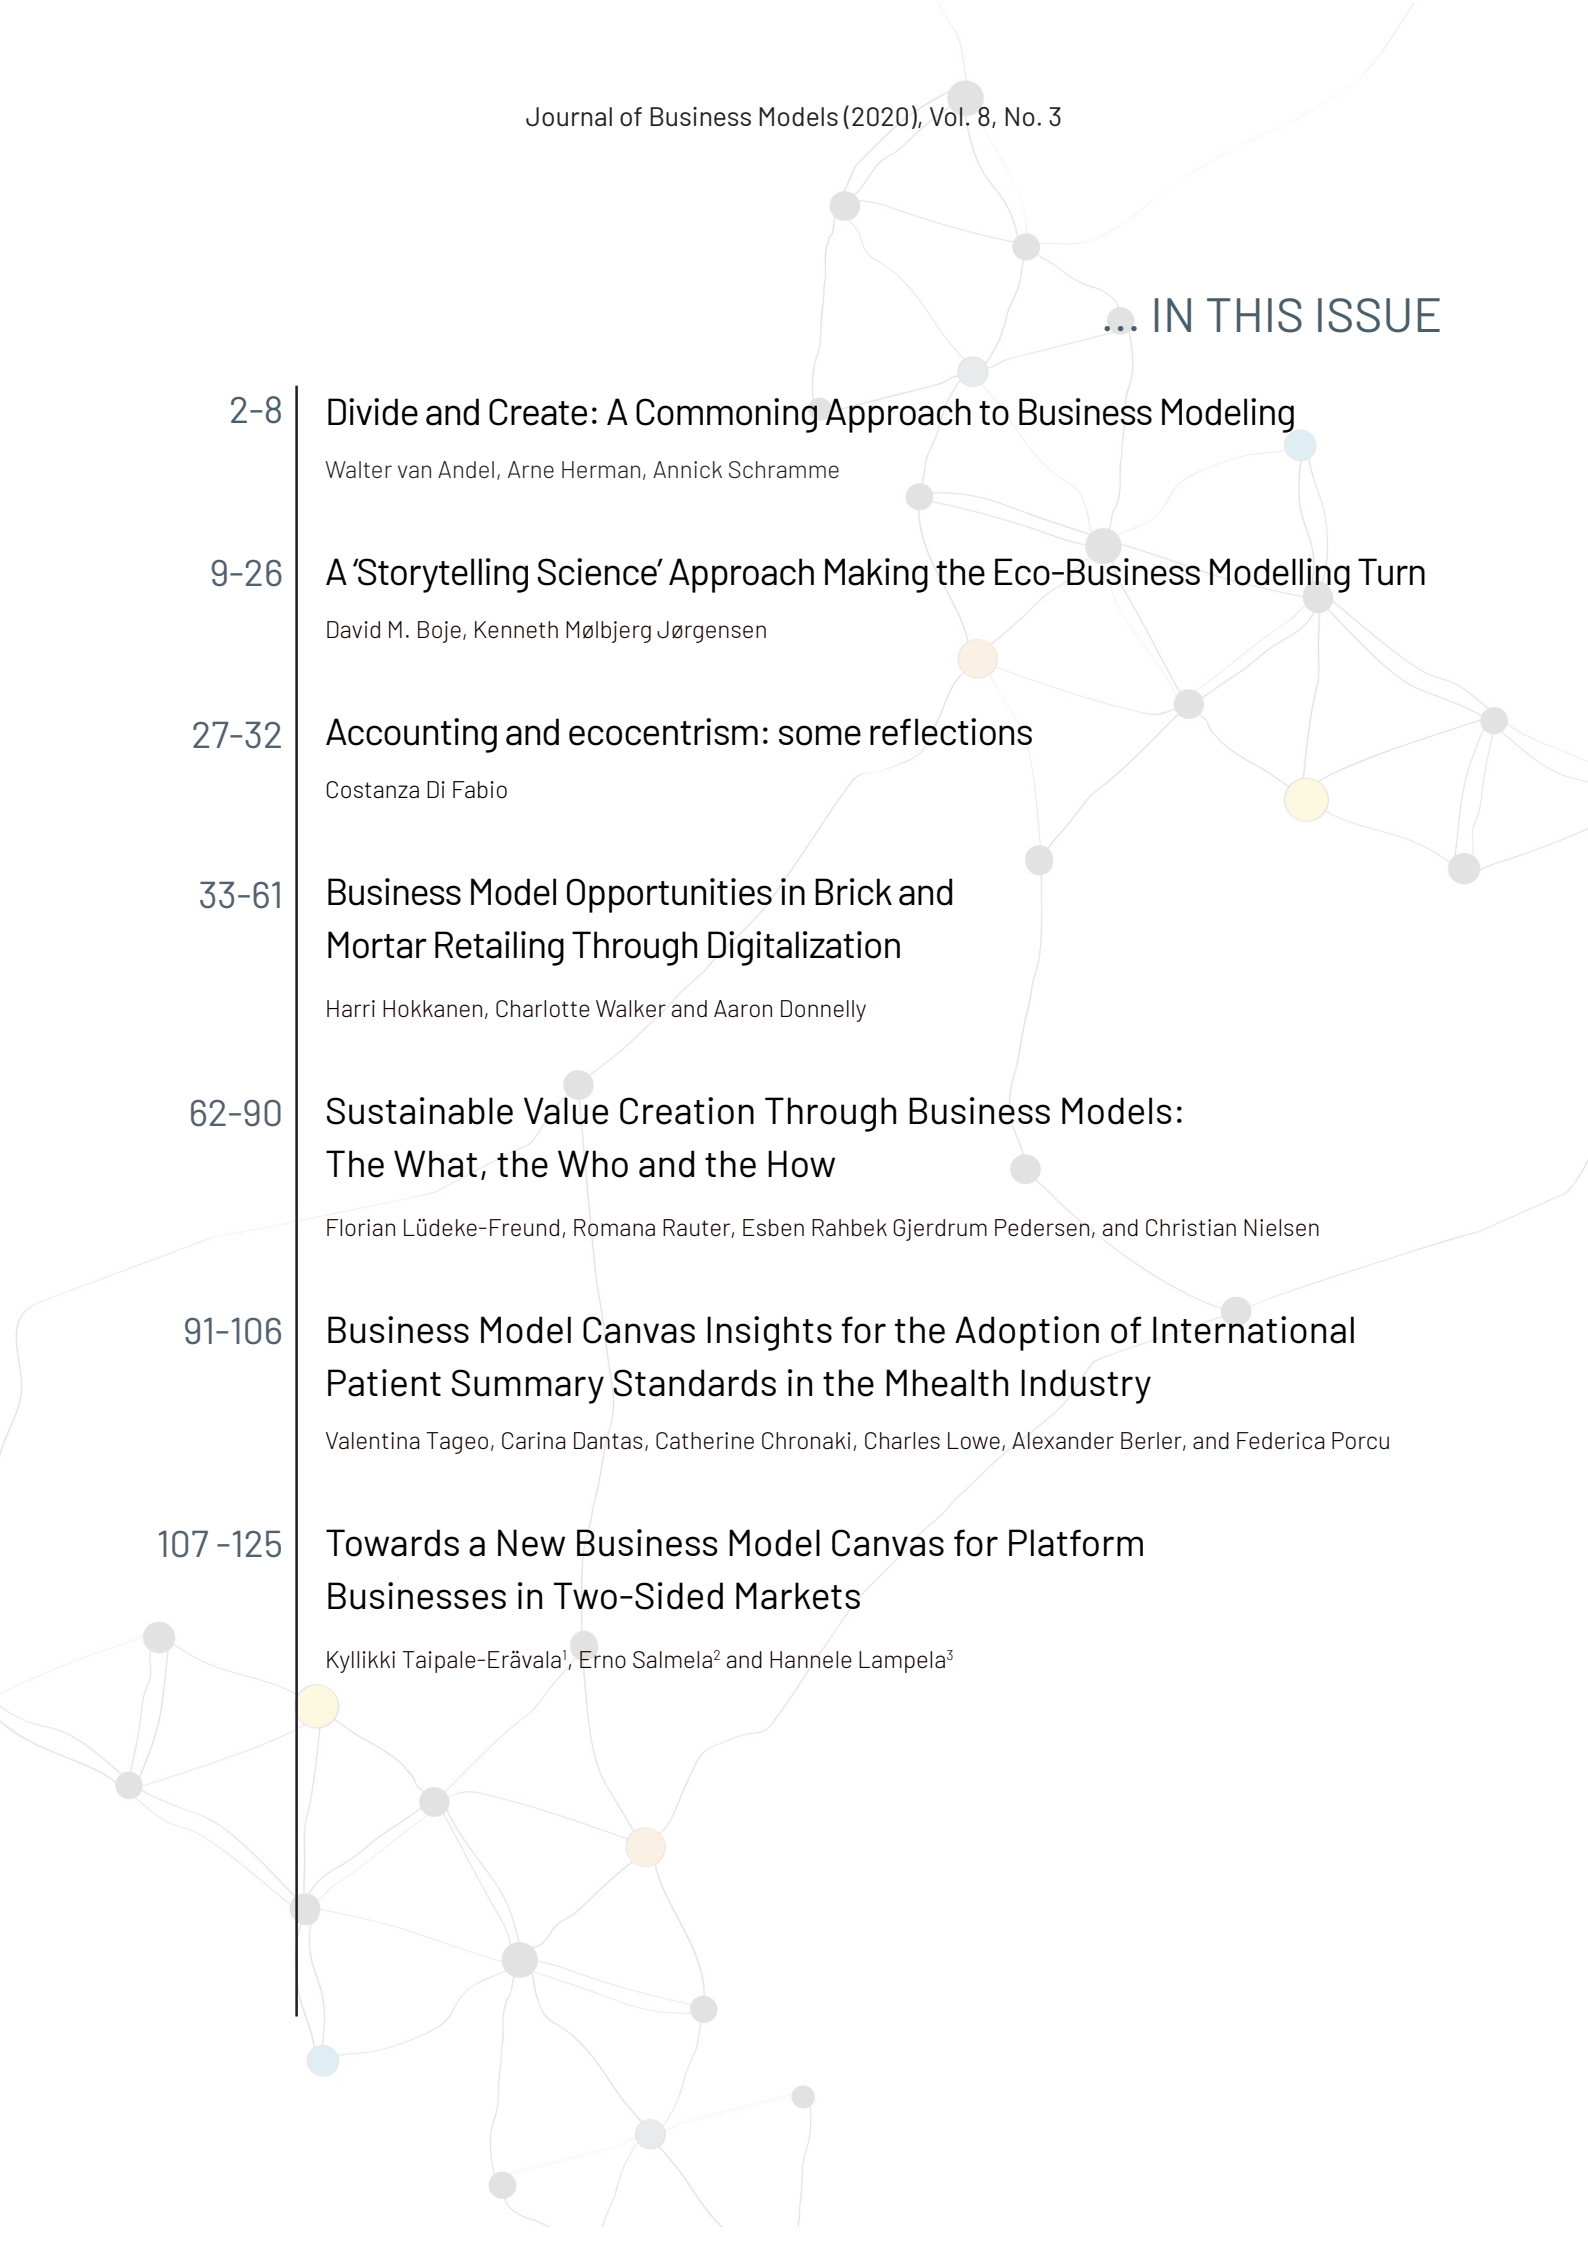 Journal of Business Models (2020), Vol. 8, No. 3
... IN THIS ISSUE
2-8
Divide and Create: A Commoning Approach to Business Modeling
Walter van Andel, Arne Herman, Annick Schramme
9-26
A ‘Storytelling Science’ Approach Making the Eco-Business Modelling Turn
David M. Boje, Kenneth Mølbjerg Jørgensen
27-32
Accounting and ecocentrism: some reflections
Costanza Di Fabio
33-61
Business Model Opportunities in Brick and
Mortar Retailing Through Digitalization
Harri Hokkanen, Charlotte Walker and Aaron Donnelly
62-90
Sustainable Value Creation Through Business Models:
The What, the Who and the How
Florian Lüdeke-Freund, Romana Rauter, Esben Rahbek Gjerdrum Pedersen, and Christian Nielsen
91-106
Business Model Canvas Insights for the Adoption of International
Patient Summary Standards in the Mhealth Industry
Valentina Tageo, Carina Dantas, Catherine Chronaki, Charles Lowe, Alexander Berler, and Federica Porcu
107 -125
Towards a New Business Model Canvas for Platform
Businesses in Two-Sided Markets
Kyllikki Taipale-Erävala¹, Erno Salmela² and Hannele Lampela³